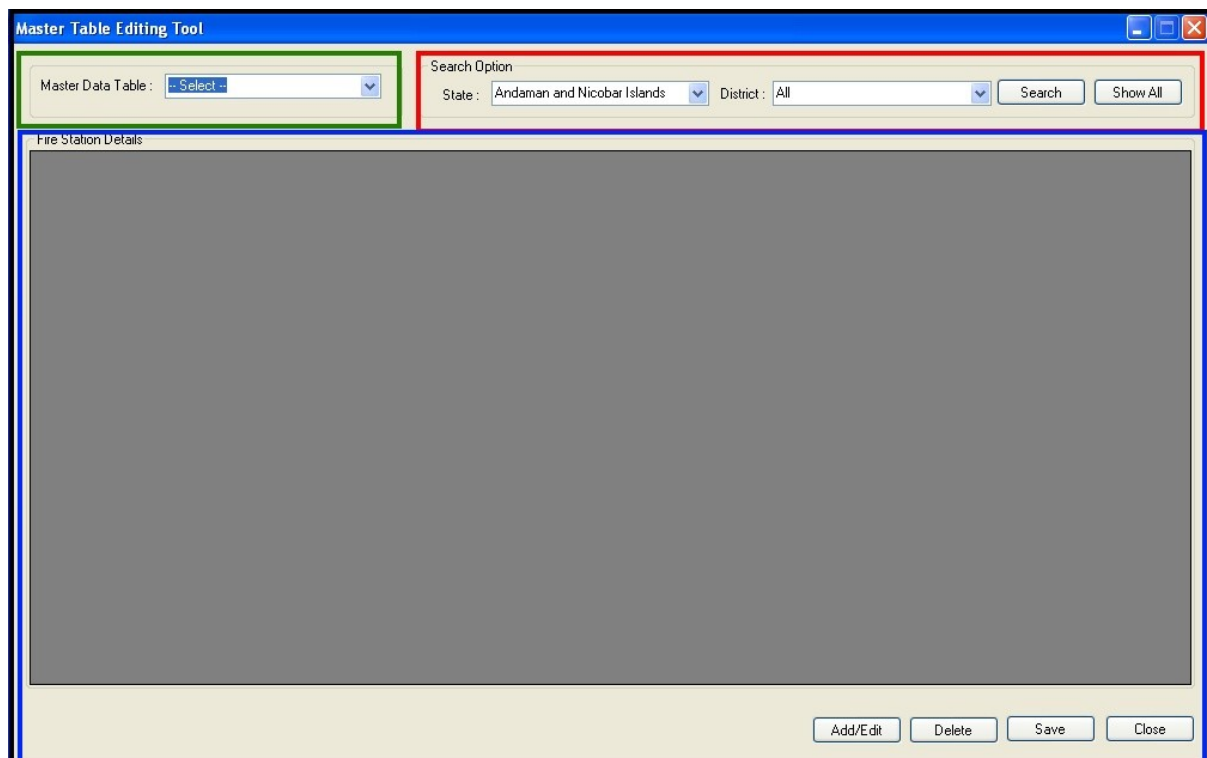 Master Table Editing Tool
Master Data Table : -- Select --
Search Option
State : Andaman and Nicobar Islands District : All Search Show All
Fire Station Details
Add/Edit Delete Save Close